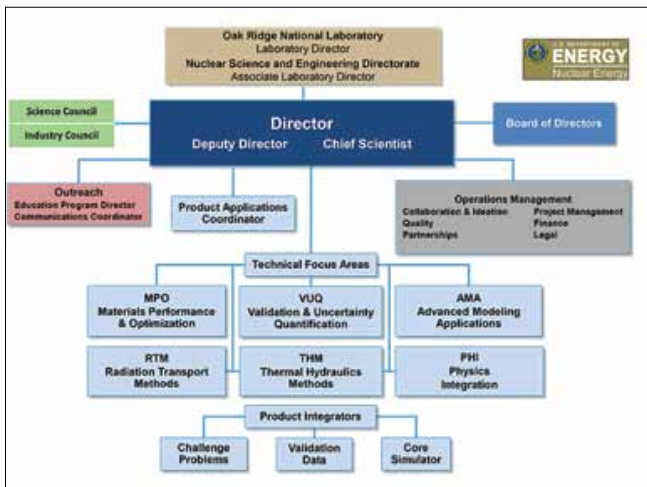 Oak Ridge National Laboratory
Laboratory Director
Nuclear Science and Engineering Directorate
Associate Laboratory Director
U.S. DEPARTMENT OF
ENERGY
Nuclear Energy
Science Council
Industry Council
Director
Deputy Director Chief Scientist
Board of Directors
Outreach
Education Program Director
Communications Coordinator
Product Applications
Coordinator
Operations Management
Collaboration & Ideation Project Management
Quality Finance
Partnerships Legal
Technical Focus Areas
MPO
Materials Performance
& Optimization
VUQ
Validation & Uncertainty
Quantification
AMA
Advanced Modeling
Applications
RTM
Radiation Transport
Methods
THM
Thermal Hydraulics
Methods
PHI
Physics
Integration
Product Integrators
Challenge
Problems
Validation
Data
Core
Simulator